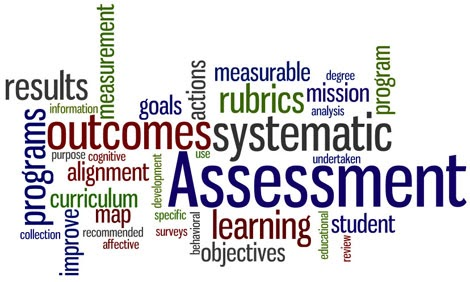 measurement
results
information
goals
actions
measurable
degree
rubrics
mission
analysis
program
programs
outcomes
systematic
purpose
cognitive
use
undertaken
alignment
development
Assessment
curriculum
map
specific
collection
improve
recommended
affective
surveys
behavioral
learning
objectives
educational
student
review